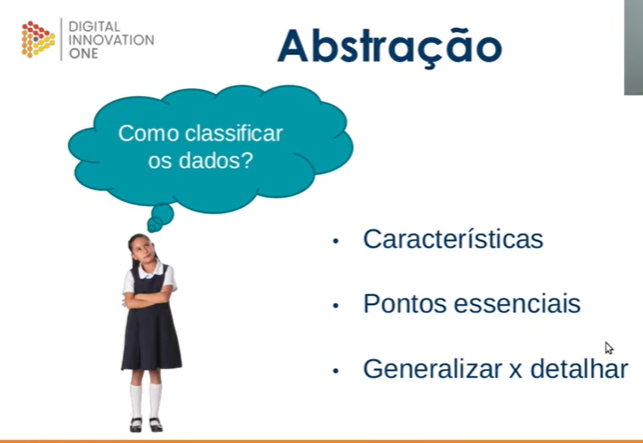 DIGITAL
INNOVATION
ONE
Abstração
Como classificar
os dados?
• Características
• Pontos essenciais
• Generalizar x detalhar